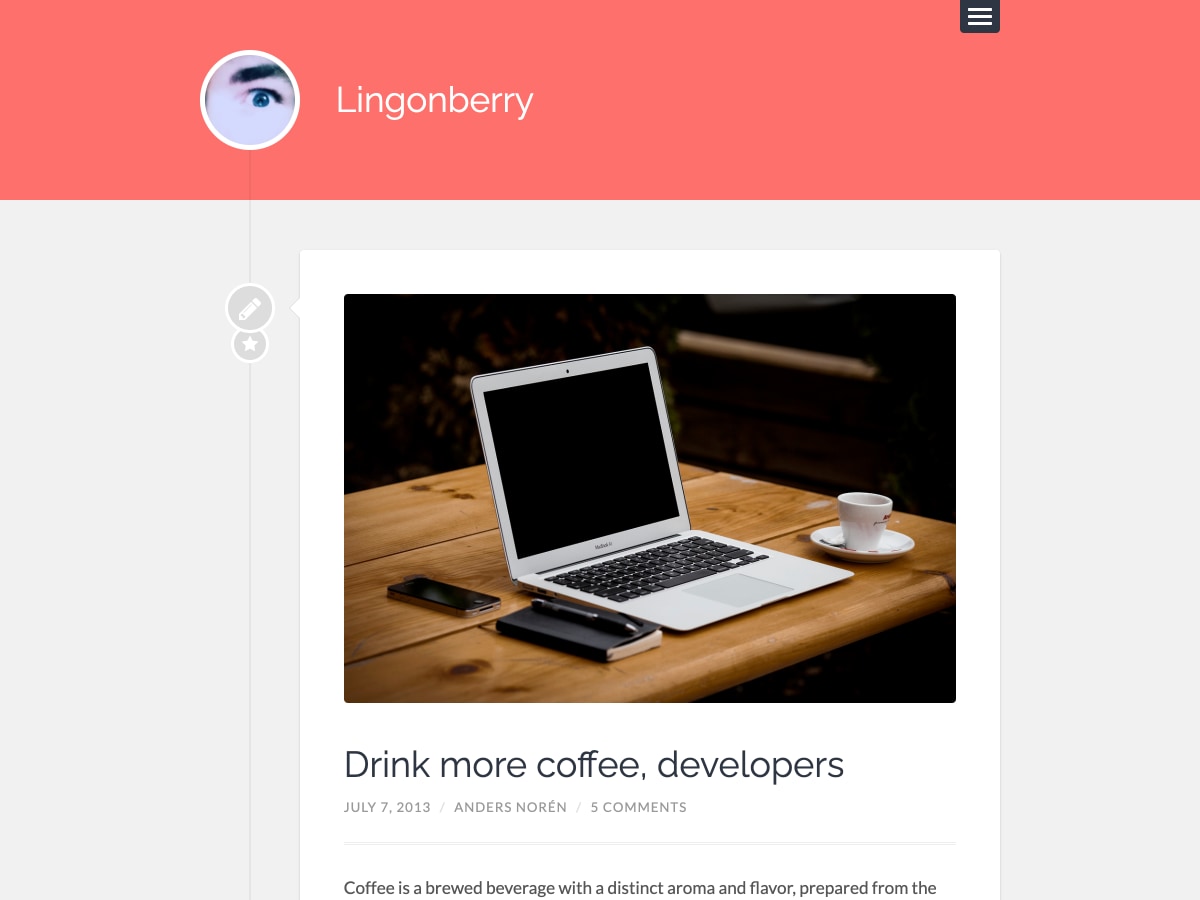 Lingonberry
Drink more coffee, developers
JULY 7, 2013 / ANDERS NORÉN / 5 COMMENTS
Coffee is a brewed beverage with a distinct aroma and flavor, prepared from the